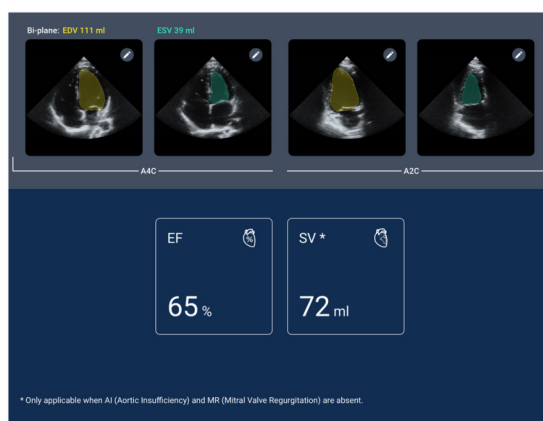 Bi-plane: EDV 111 ml ESV 39 ml
A4C A2C
EF SV *
%
65 % 72 ml
* Only applicable when AI (Aortic Insufficiency) and MR (Mitral Valve Regurgitation) are absent.